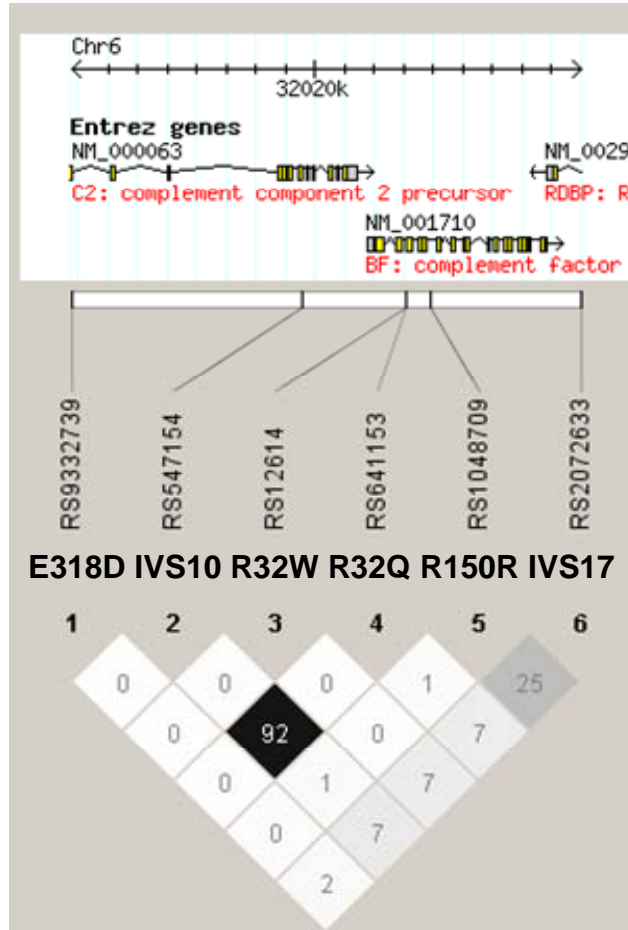 Chr6
32020k
Entrez genes
NM_000063
NM_0029
C2: complement component 2 precursor
RDBP: R
NM_001710
BF: complement factor
RS9332739
RS547154
RS12614
RS641153
RS1048709
RS2072633
E318D IVS10 R32W R32Q R150R IVS17
1 2 3 4 5 6
0 0 0 1 25
0 92 0 7
0 1 7
0 7
2